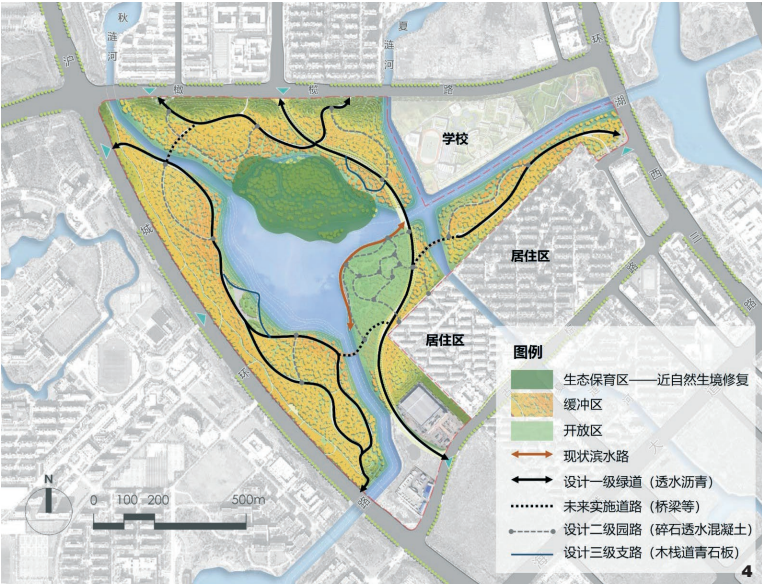 秋
涟
河
夏
涟
河
沪
橄
榄
路
环
湖
西
三
路
学校
居住区
居住区
路
城
环
路
图例
生态保育区——近自然生境修复
缓冲区
开放区
现状滨水路
设计一级绿道（透水沥青）
未来实施道路（桥梁等）
设计二级园路（碎石透水混凝土）
设计三级支路（木栈道青石板）
N
0 100 200 500m
4